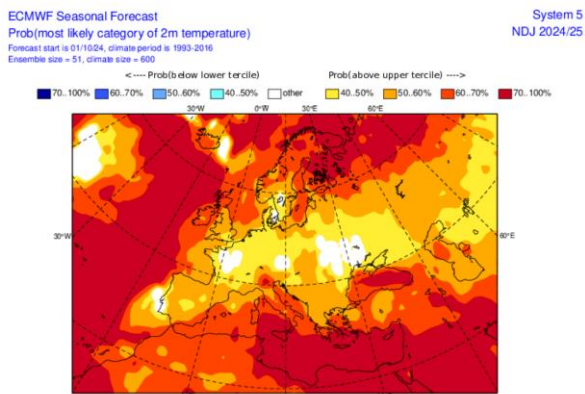 ECMWF Seasonal Forecast
System 5
Prob(most likely category of 2m temperature)
NDJ 2024/25
Forecast start is 01/10/24, climate period is 1993-2016
Ensemble size = 51, climate size = 600
<---- Prob(below lower tercile)
Prob(above upper tercile) ---->
70..100%
60..70%
50..60%
40..50%
other
40..50%
50..60%
60..70%
70..100%
30°W
0°W
30°E
60°E
30°W
60°E